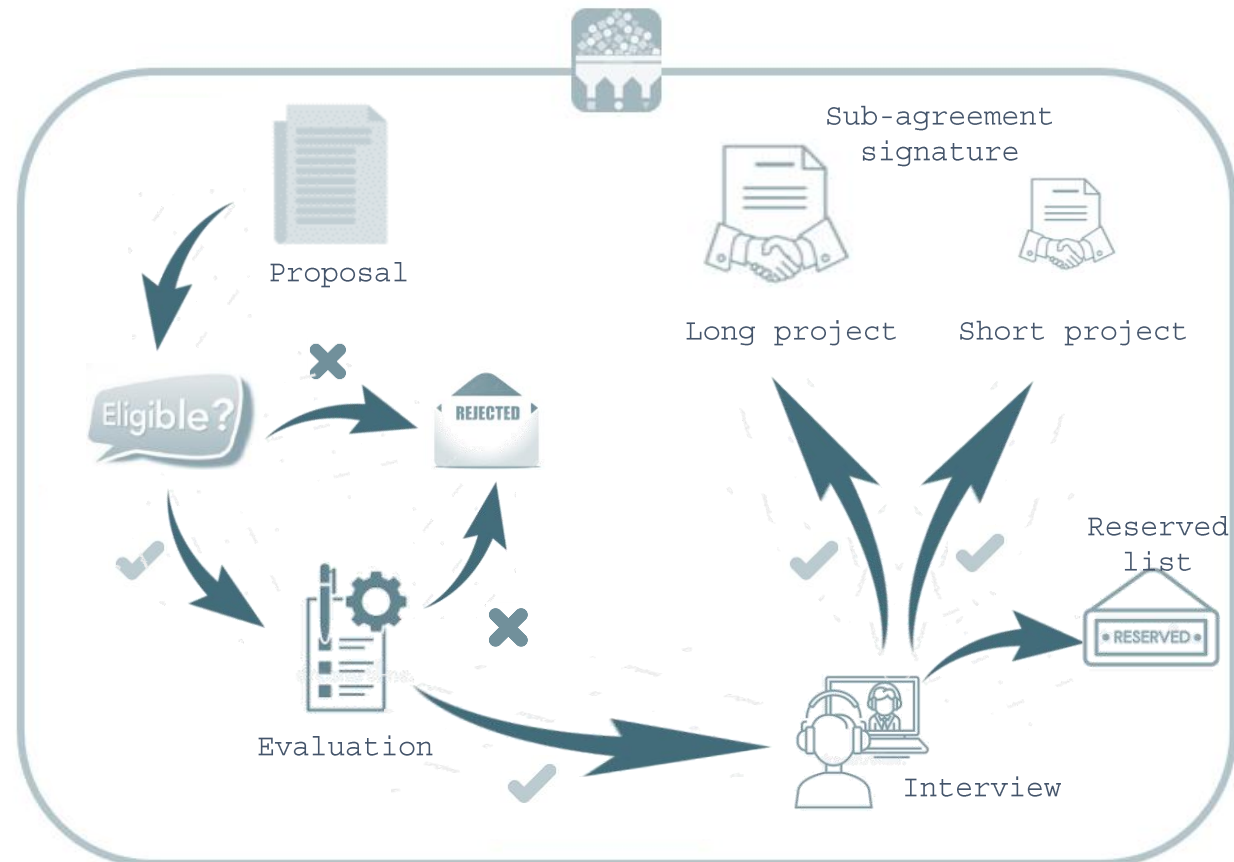 Sub-agreement
signature
Proposal
Long project
Short project
Eligible?
REJECTED
Reserved
list
RESERVED
Evaluation
Interview